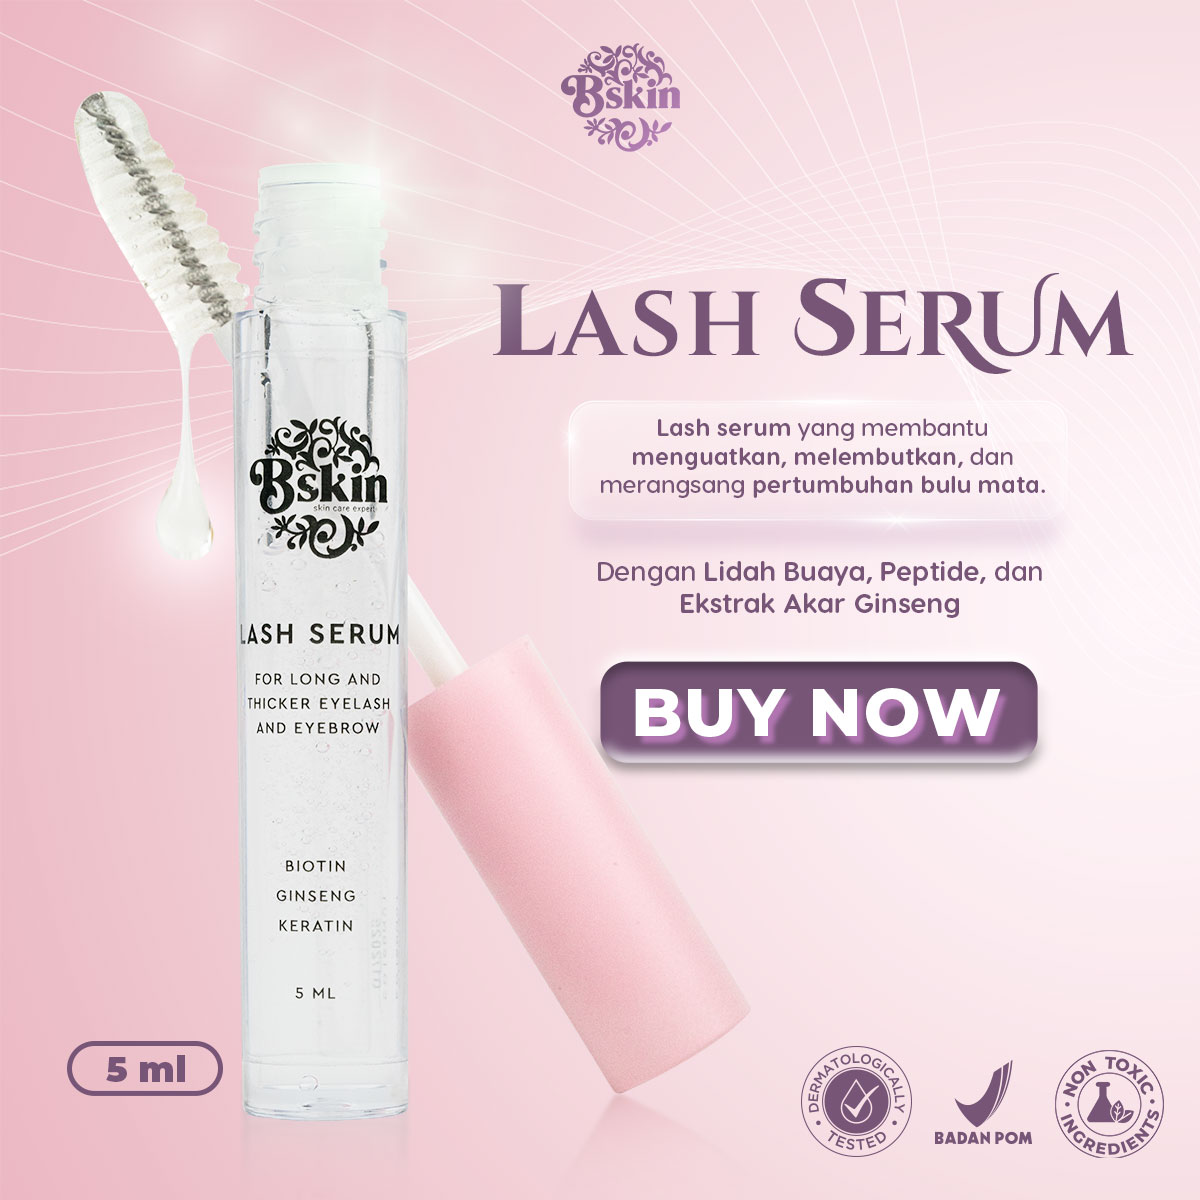 Bskin
LASH SERUM
Lash serum yang membantu
menguatkan, melembutkan, dan
merangsang pertumbuhan bulu mata.
Dengan Lidah Buaya, Peptide, dan
Ekstrak Akar Ginseng
BUY NOW
Bskin
skin care expert
LASH SERUM
FOR LONG AND
THICKER EYELASH
AND EYEBROW
BIOTIN
GINSENG
KERATIN
5 ML
5 ml
DERMATOLOGICALLY
TESTED
BADAN POM
NON TOXIC
INGREDIENTS